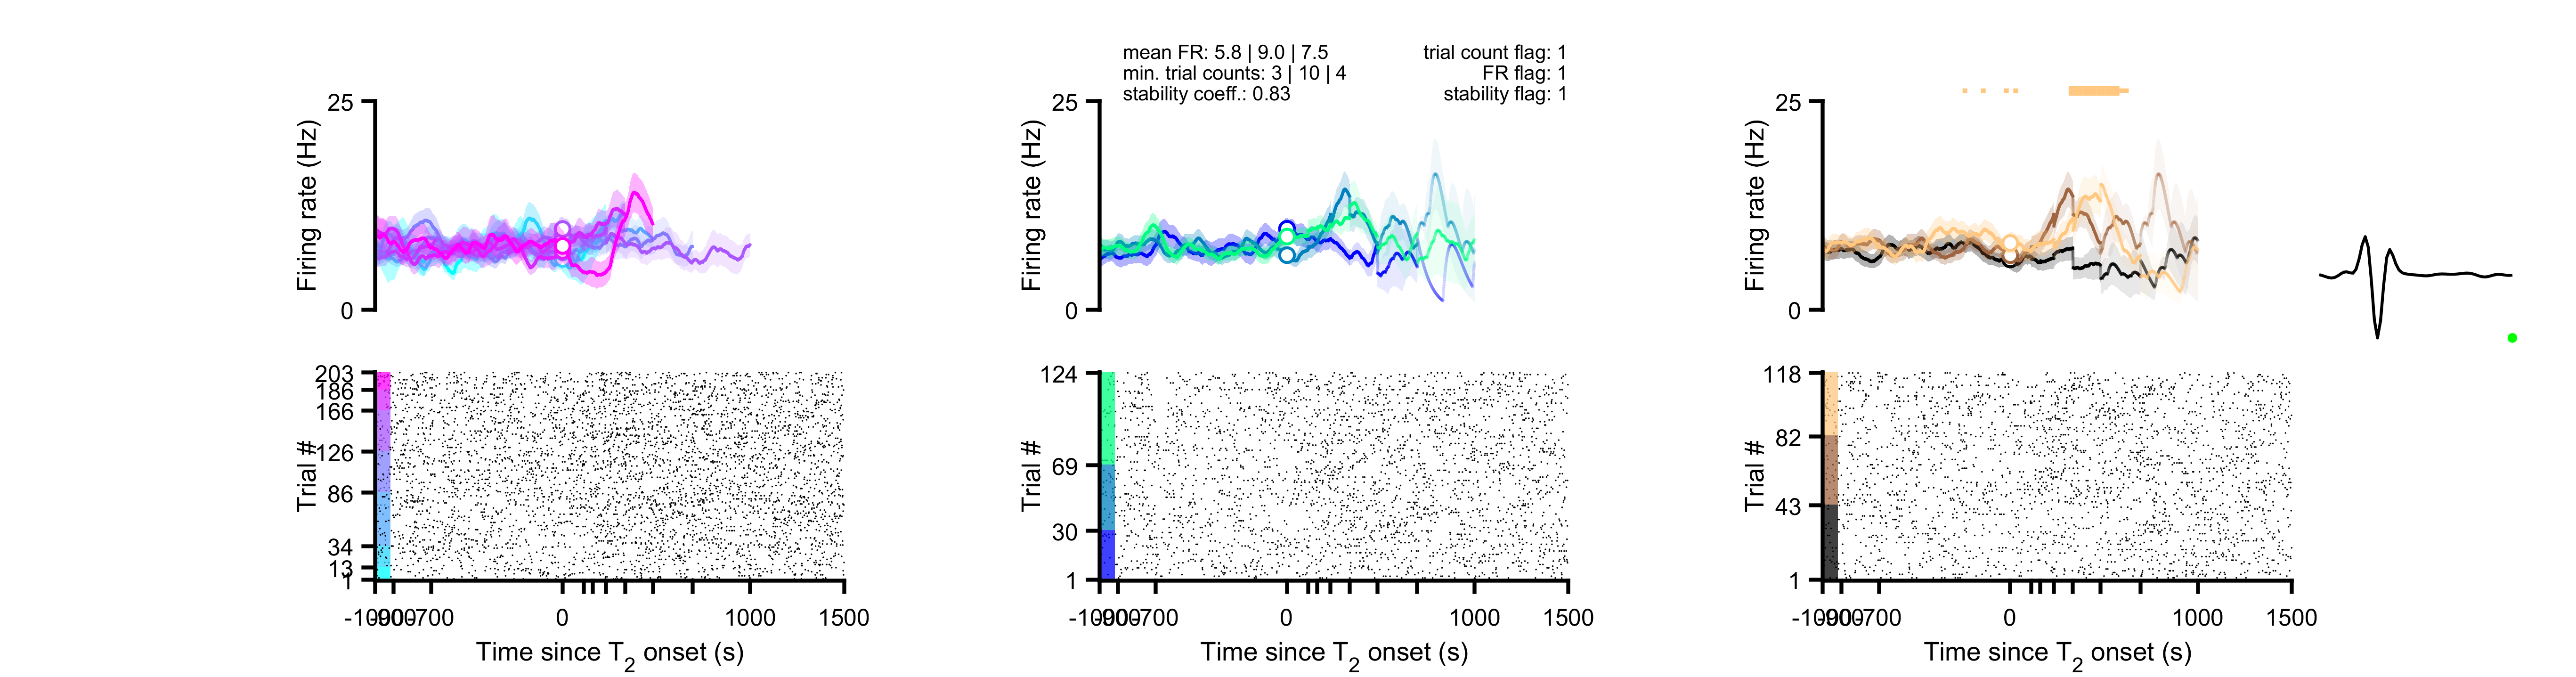 mean FR: 5.8 | 9.0 | 7.5
min. trial counts: 3 | 10 | 4
stability coeff.: 0.83
trial count flag: 1
FR flag: 1
stability flag: 1
25
Firing rate (Hz)
0
25
Firing rate (Hz)
0
25
Firing rate (Hz)
0
203
186
166
126
86
34
13
1
Trial #
0
1000
1500
Time since T2 onset (s)
124
69
30
1
Trial #
0
1000
1500
Time since T2 onset (s)
118
82
43
1
Trial #
0
1000
1500
Time since T2 onset (s)